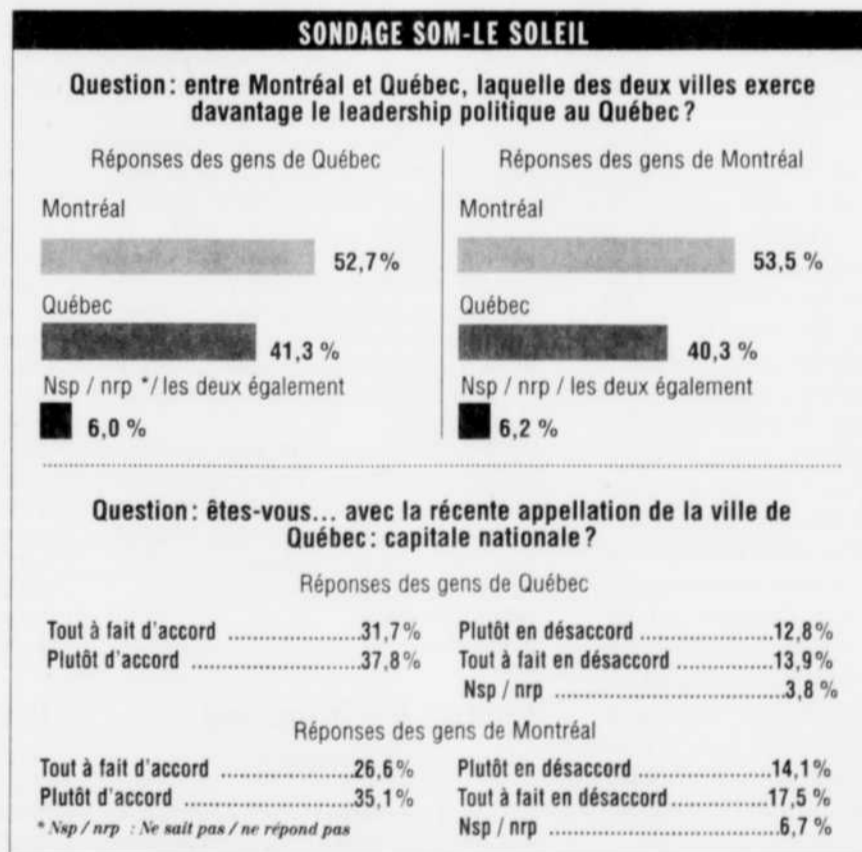 SONDAGE SOM-LE SOLEIL
Question : entre Montréal et Québec, laquelle des deux villes exerce
davantage le leadership politique au Québec ?
Réponses des gens de Québec
Montréal
52,7%
Québec
41,3 %
Nsp / nrp */ les deux également
6,0 %
Réponses des gens de Montréal
Montréal
53,5 %
Québec
40,3 %
Nsp / nrp / les deux également
6,2 %
Question : êtes-vous... avec la récente appellation de la ville de
Québec : capitale nationale ?
Réponses des gens de Québec
Tout à fait d'accord ......................31,7%
Plutôt d'accord ..........................37,8%
Plutôt en désaccord ....................12,8%
Tout à fait en désaccord ..............13,9%
Nsp / nrp ...................................3,8 %
Réponses des gens de Montréal
Tout à fait d'accord ......................26,6%
Plutôt d'accord ..........................35,1%
* Nsp / nrp : Ne sait pas / ne répond pas
Plutôt en désaccord ....................14,1%
Tout à fait en désaccord ..............17,5 %
Nsp / nrp ...................................6,7 %